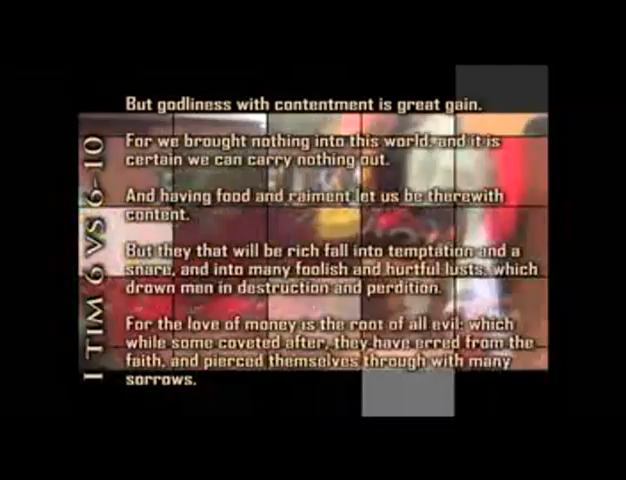 But godliness with contentment is great gain.
For we brought nothing into this world, and it is
certain we can carry nothing out.
And having food and raiment let us be therewith
content.
But they that will be rich fall into temptation and a
snare, and into many foolish and hurtful lusts, which
drown men in destruction and perdition.
For the love of money is the root of all evil: which
while some coveted after, they have erred from the
faith, and pierced themselves through with many
sorrows.
I TIM 6 VS 6-10